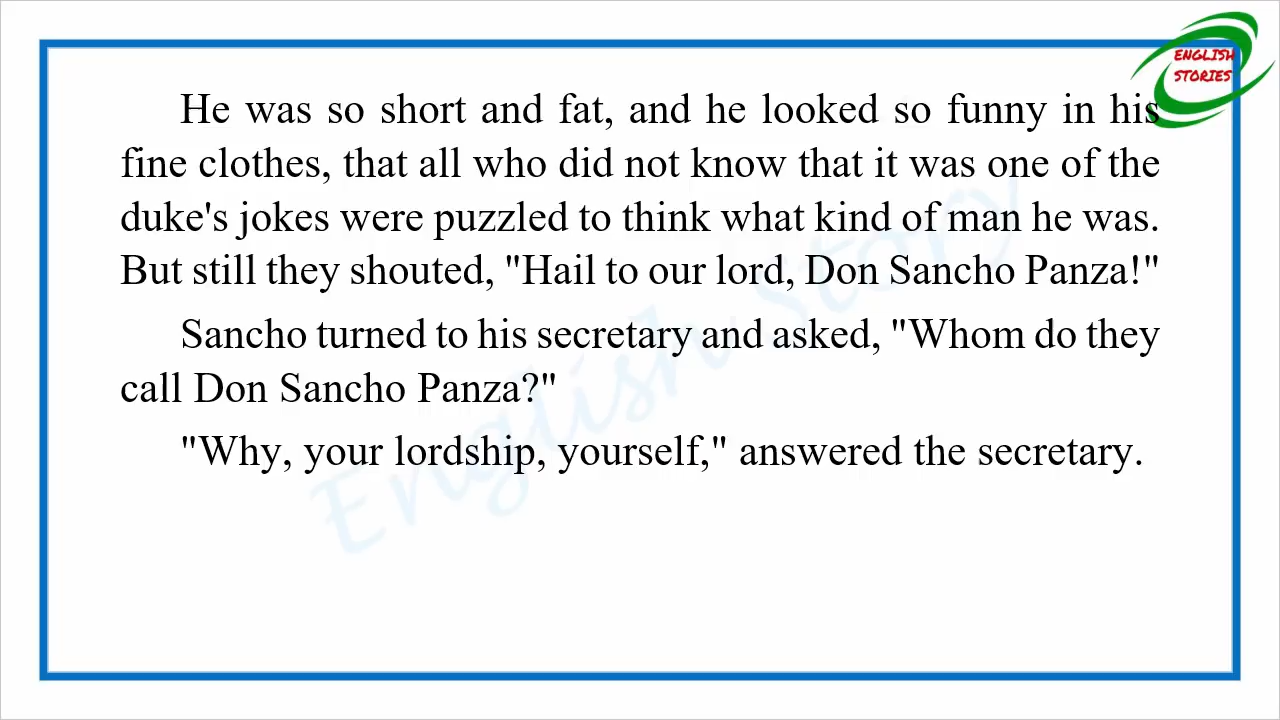 ENGLISH
STORIES
He was so short and fat, and he looked so funny in his
fine clothes, that all who did not know that it was one of the
duke's jokes were puzzled to think what kind of man he was.
But still they shouted, "Hail to our lord, Don Sancho Panza!"
Sancho turned to his secretary and asked, "Whom do they
call Don Sancho Panza?"
"Why, your lordship, yourself," answered the secretary.
English Story